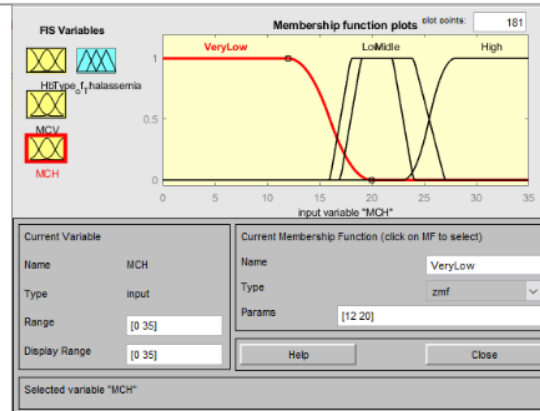 FIS Variables
Membership function plots
plot points:
181
VeryLow
Low
Midle
High
HbType_of_Thalassemia
MCV
MCH
1
0.5
0
0 5 10 15 20 25 30 35
input variable "MCH"
Current Variable
Name MCH
Type input
Range [0 35]
Display Range [0 35]
Current Membership Function (click on MF to select)
Name VeryLow
Type zmf
Params [12 20]
Help Close
Selected variable "MCH"